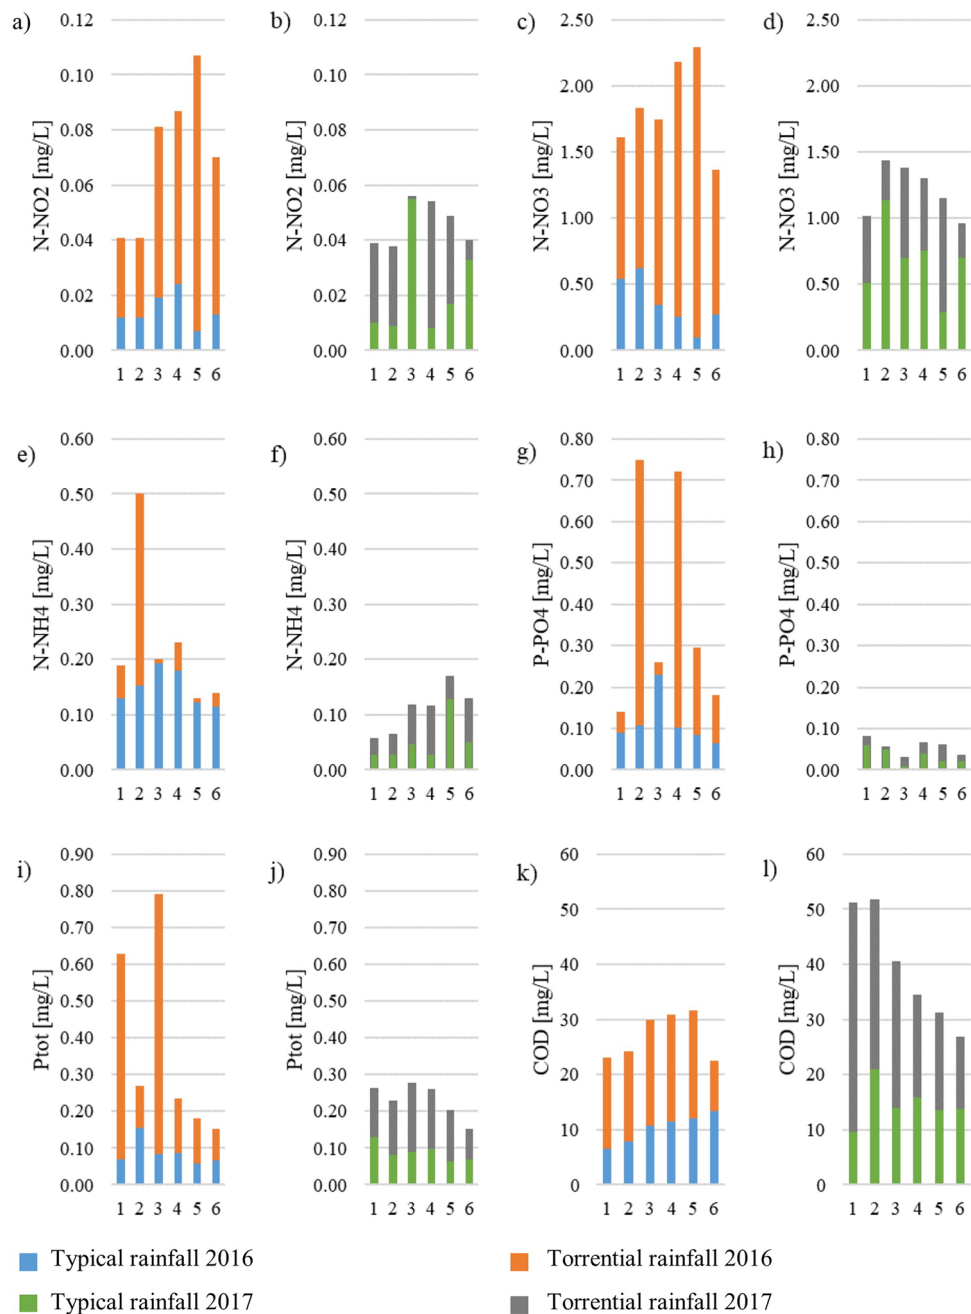 a) b) c) d)
N-NO2 [mg/L] N-NO2 [mg/L] N-NO3 [mg/L] N-NO3 [mg/L]
0.12 0.12 2.50 2.50
0.10 0.10 2.00 2.00
0.08 0.08 1.50 1.50
0.06 0.06 1.00 1.00
0.04 0.04 0.50 0.50
0.02 0.02 0.00 0.00
0.00 0.00
1 2 3 4 5 6 1 2 3 4 5 6 1 2 3 4 5 6 1 2 3 4 5 6
e) f) g) h)
N-NH4 [mg/L] N-NH4 [mg/L] P-PO4 [mg/L] P-PO4 [mg/L]
0.60 0.60 0.80 0.80
0.50 0.50 0.70 0.70
0.40 0.40 0.60 0.60
0.30 0.30 0.50 0.50
0.20 0.20 0.40 0.40
0.10 0.10 0.30 0.30
0.00 0.00 0.20 0.20
0.10 0.10
0.00 0.00
1 2 3 4 5 6 1 2 3 4 5 6 1 2 3 4 5 6 1 2 3 4 5 6
i) j) k) l)
Ptot [mg/L] Ptot [mg/L] COD [mg/L] COD [mg/L]
0.90 0.90 60 60
0.80 0.80 50 50
0.70 0.70 40 40
0.60 0.60 30 30
0.50 0.50 20 20
0.40 0.40 10 10
0.30 0.30 0 0
0.20 0.20
0.10 0.10
0.00 0.00
1 2 3 4 5 6 1 2 3 4 5 6 1 2 3 4 5 6 1 2 3 4 5 6
Typical rainfall 2016 Torrential rainfall 2016
Typical rainfall 2017 Torrential rainfall 2017